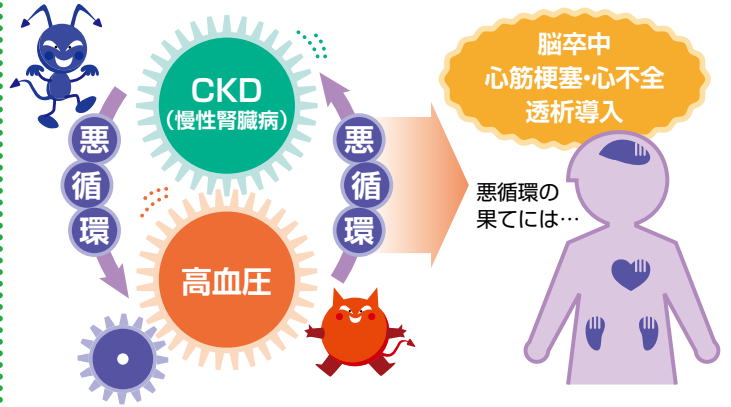 CKD
(慢性腎臓病)
悪
循
環
悪
循
環
高血圧
脳卒中
心筋梗塞・心不全
透析導入
悪循環の
果てには…